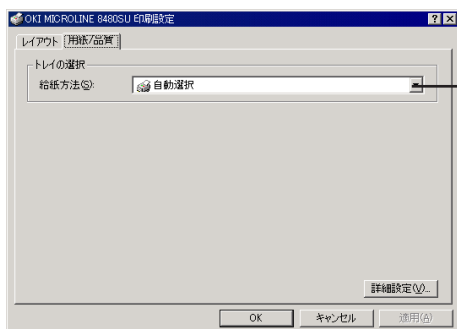 OKI MICROLINE 8480SU 印刷設定
レイアウト 用紙/品質
トレイの選択
給紙方法(S): 自動選択
詳細設定(V)...
OK キャンセル 適用(A)